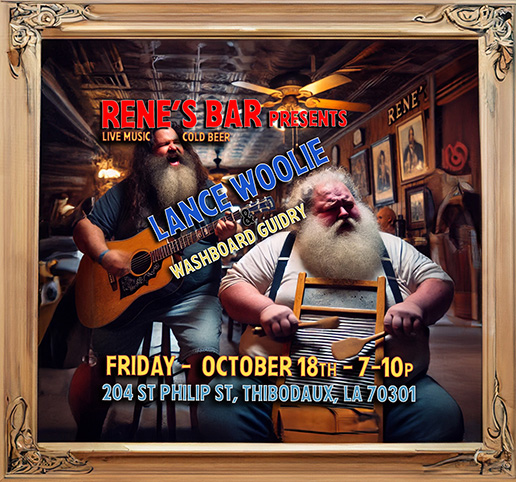 RENE'S BAR PRESENTS
LIVE MUSIC COLD BEER
RENE'S
LANCE WOOLIE
&
WASHBOARD GUIDRY
FRIDAY - OCTOBER 18TH - 7-10P
204 ST PHILIP ST, THIBODAUX, LA 70301